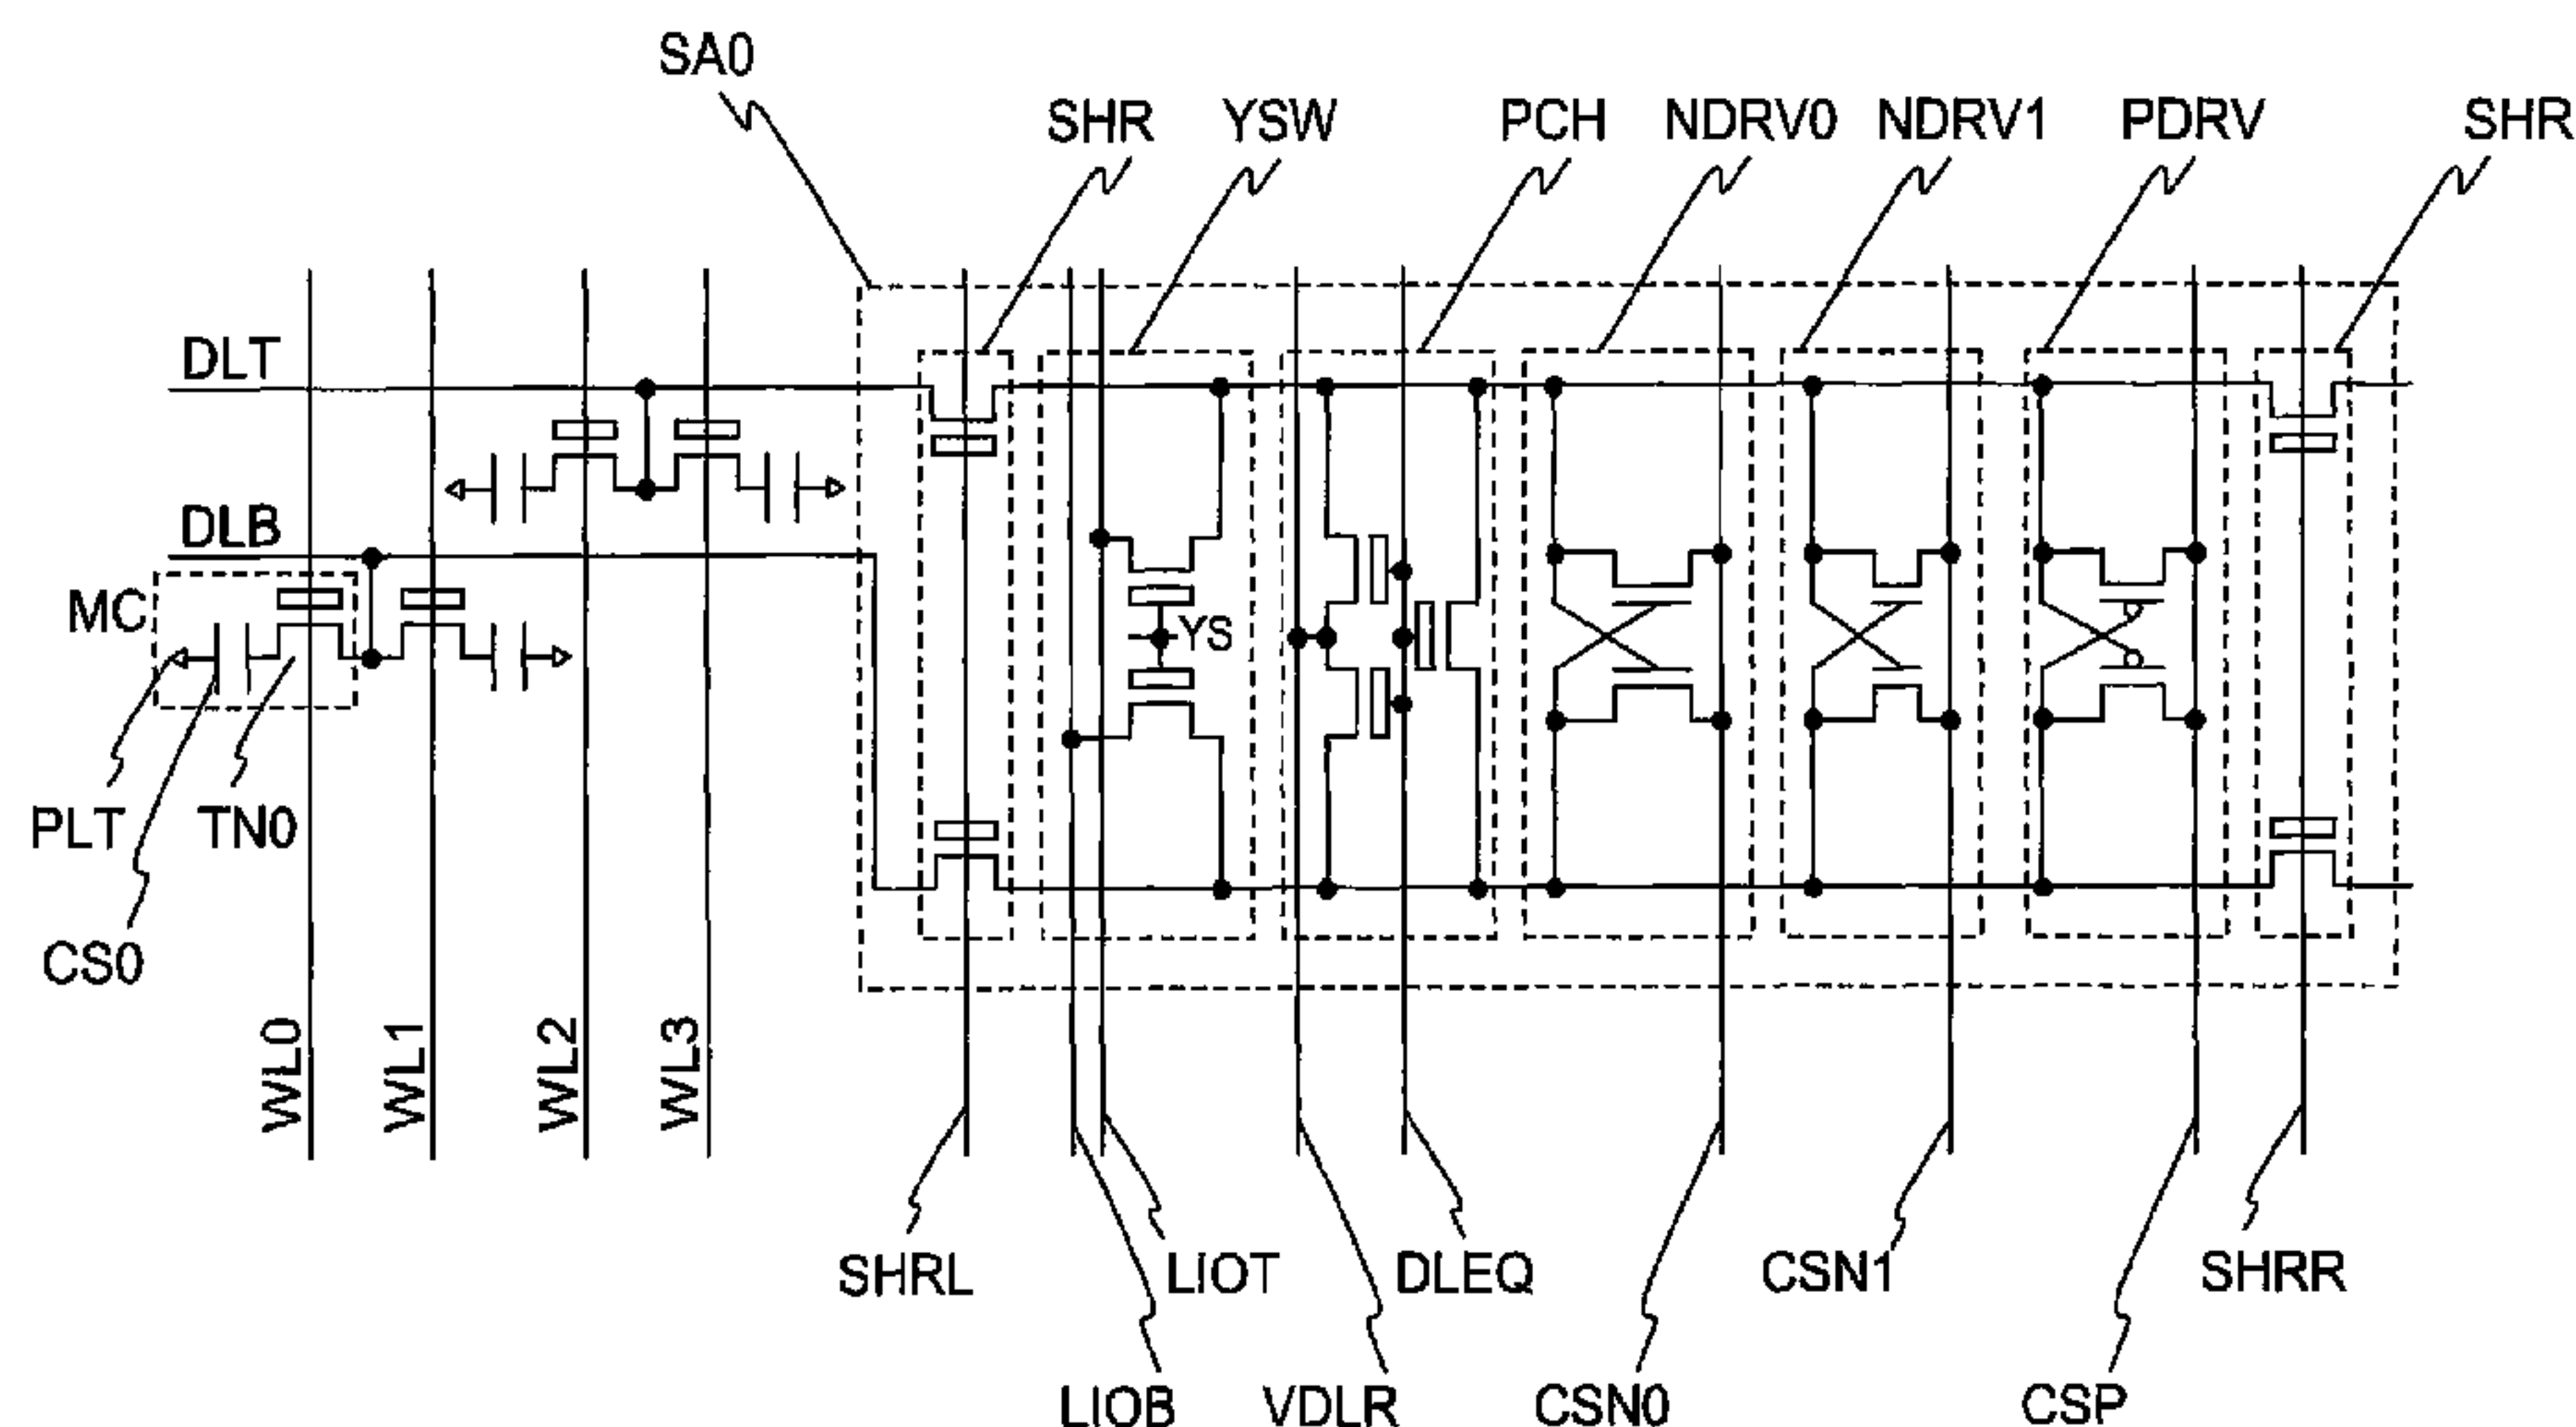 SA0
SHR
YSW
PCH
NDRV0
NDRV1
PDRV
SHR
DLT
DLB
MC
YS
PLT
TN0
CS0
WL0
WL1
WL2
WL3
SHRL
LIOT
DLEQ
CSN1
SHRR
LIOB
VDLR
CSN0
CSP